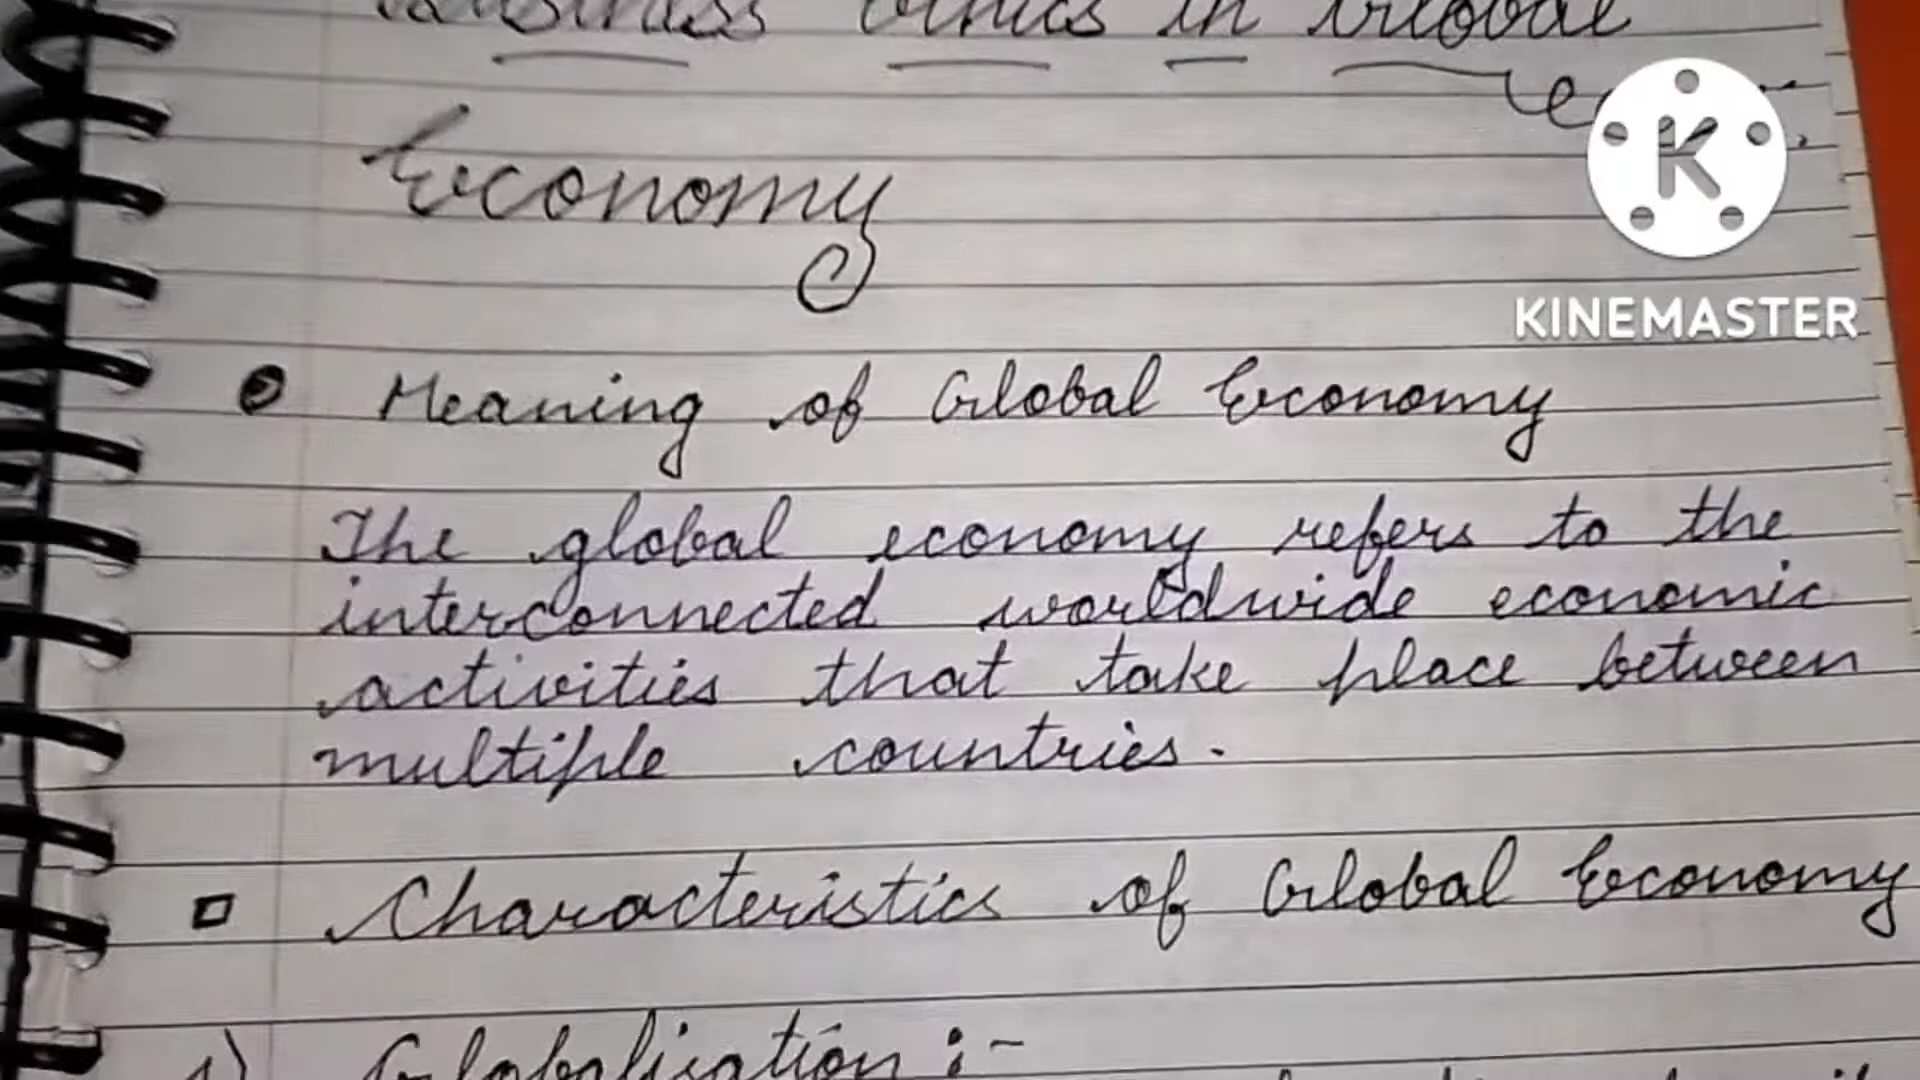 Business Ethics in Global
Economy
KINEMASTER
Meaning of Global Economy
The global economy refers to the
interconnected worldwide economic
activities that take place between
multiple countries.
Characteristics of Global Economy
1) Globalisation :-